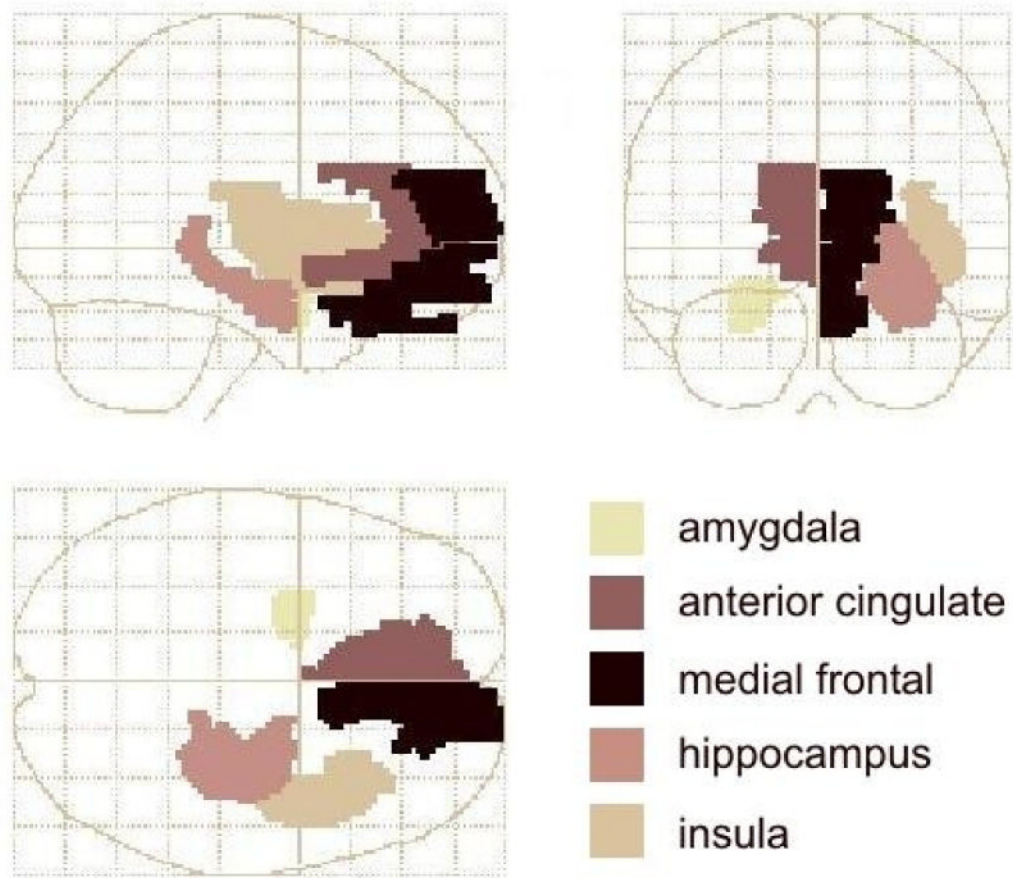 amygdala
anterior cingulate
medial frontal
hippocampus
insula